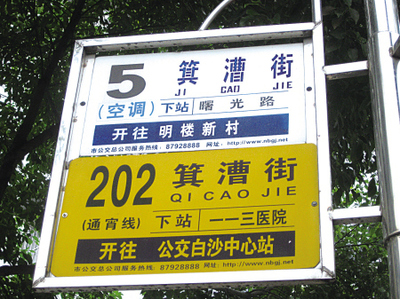 5 箕漕街
JI CAO JIE
(空调) 下站 曙光路
开往 明楼新村
市公交总公司服务热线: 87928888 网址: http://www.nbgj.net
202 箕漕街
QI CAO JIE
(通宵线) 下站 一一三医院
开往 公交白沙中心站
市公交总公司服务热线: 87928888 网址: http://www.nbgj.net